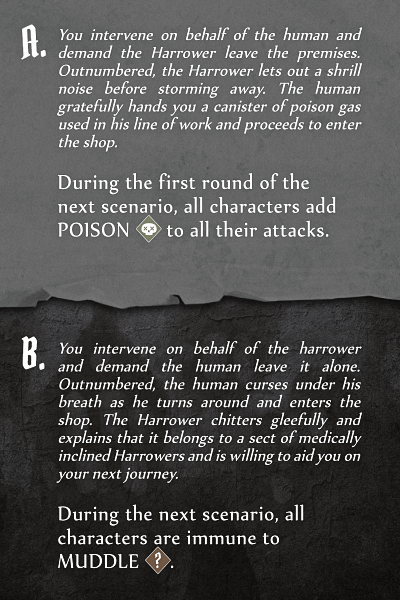 A.
You intervene on behalf of the human and
demand the Harrower leave the premises.
Outnumbered, the Harrower lets out a shrill
noise before storming away. The human
gratefully hands you a canister of poison gas
used in his line of work and proceeds to enter
the shop.
During the first round of the
next scenario, all characters add
POISON to all their attacks.
B.
You intervene on behalf of the harrower
and demand the human leave it alone.
Outnumbered, the human curses under his
breath as he turns around and enters the
shop. The Harrower chitters gleefully and
explains that it belongs to a sect of medically
inclined Harrowers and is willing to aid you on
your next journey.
During the next scenario, all
characters are immune to
MUDDLE ?.